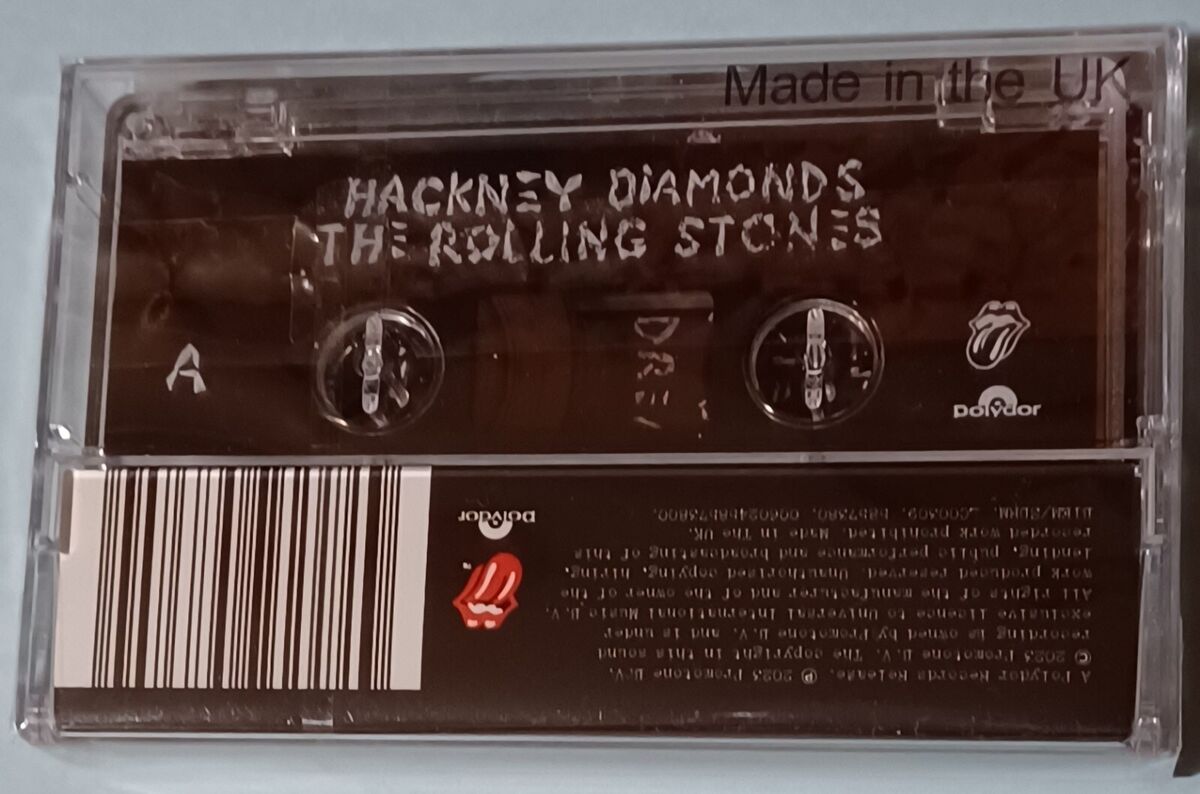 Made in the UK
HACKNEY DIAMONDS
THE ROLLING STONES
A
polydor
polydor
A Polydor Records Release. ℗ 2023 Promotone B.V.
© 2023 Promotone B.V. The copyright in this sound
recording is owned by Promotone B.V. and is under
exclusive licence to Universal International Music B.V.
All rights of the manufacturer and of the owner of the
work produced reserved. Unauthorised copying, hiring,
lending, public performance and broadcasting of this
recorded work prohibited. Made in The UK.
BIEM/SDRM.